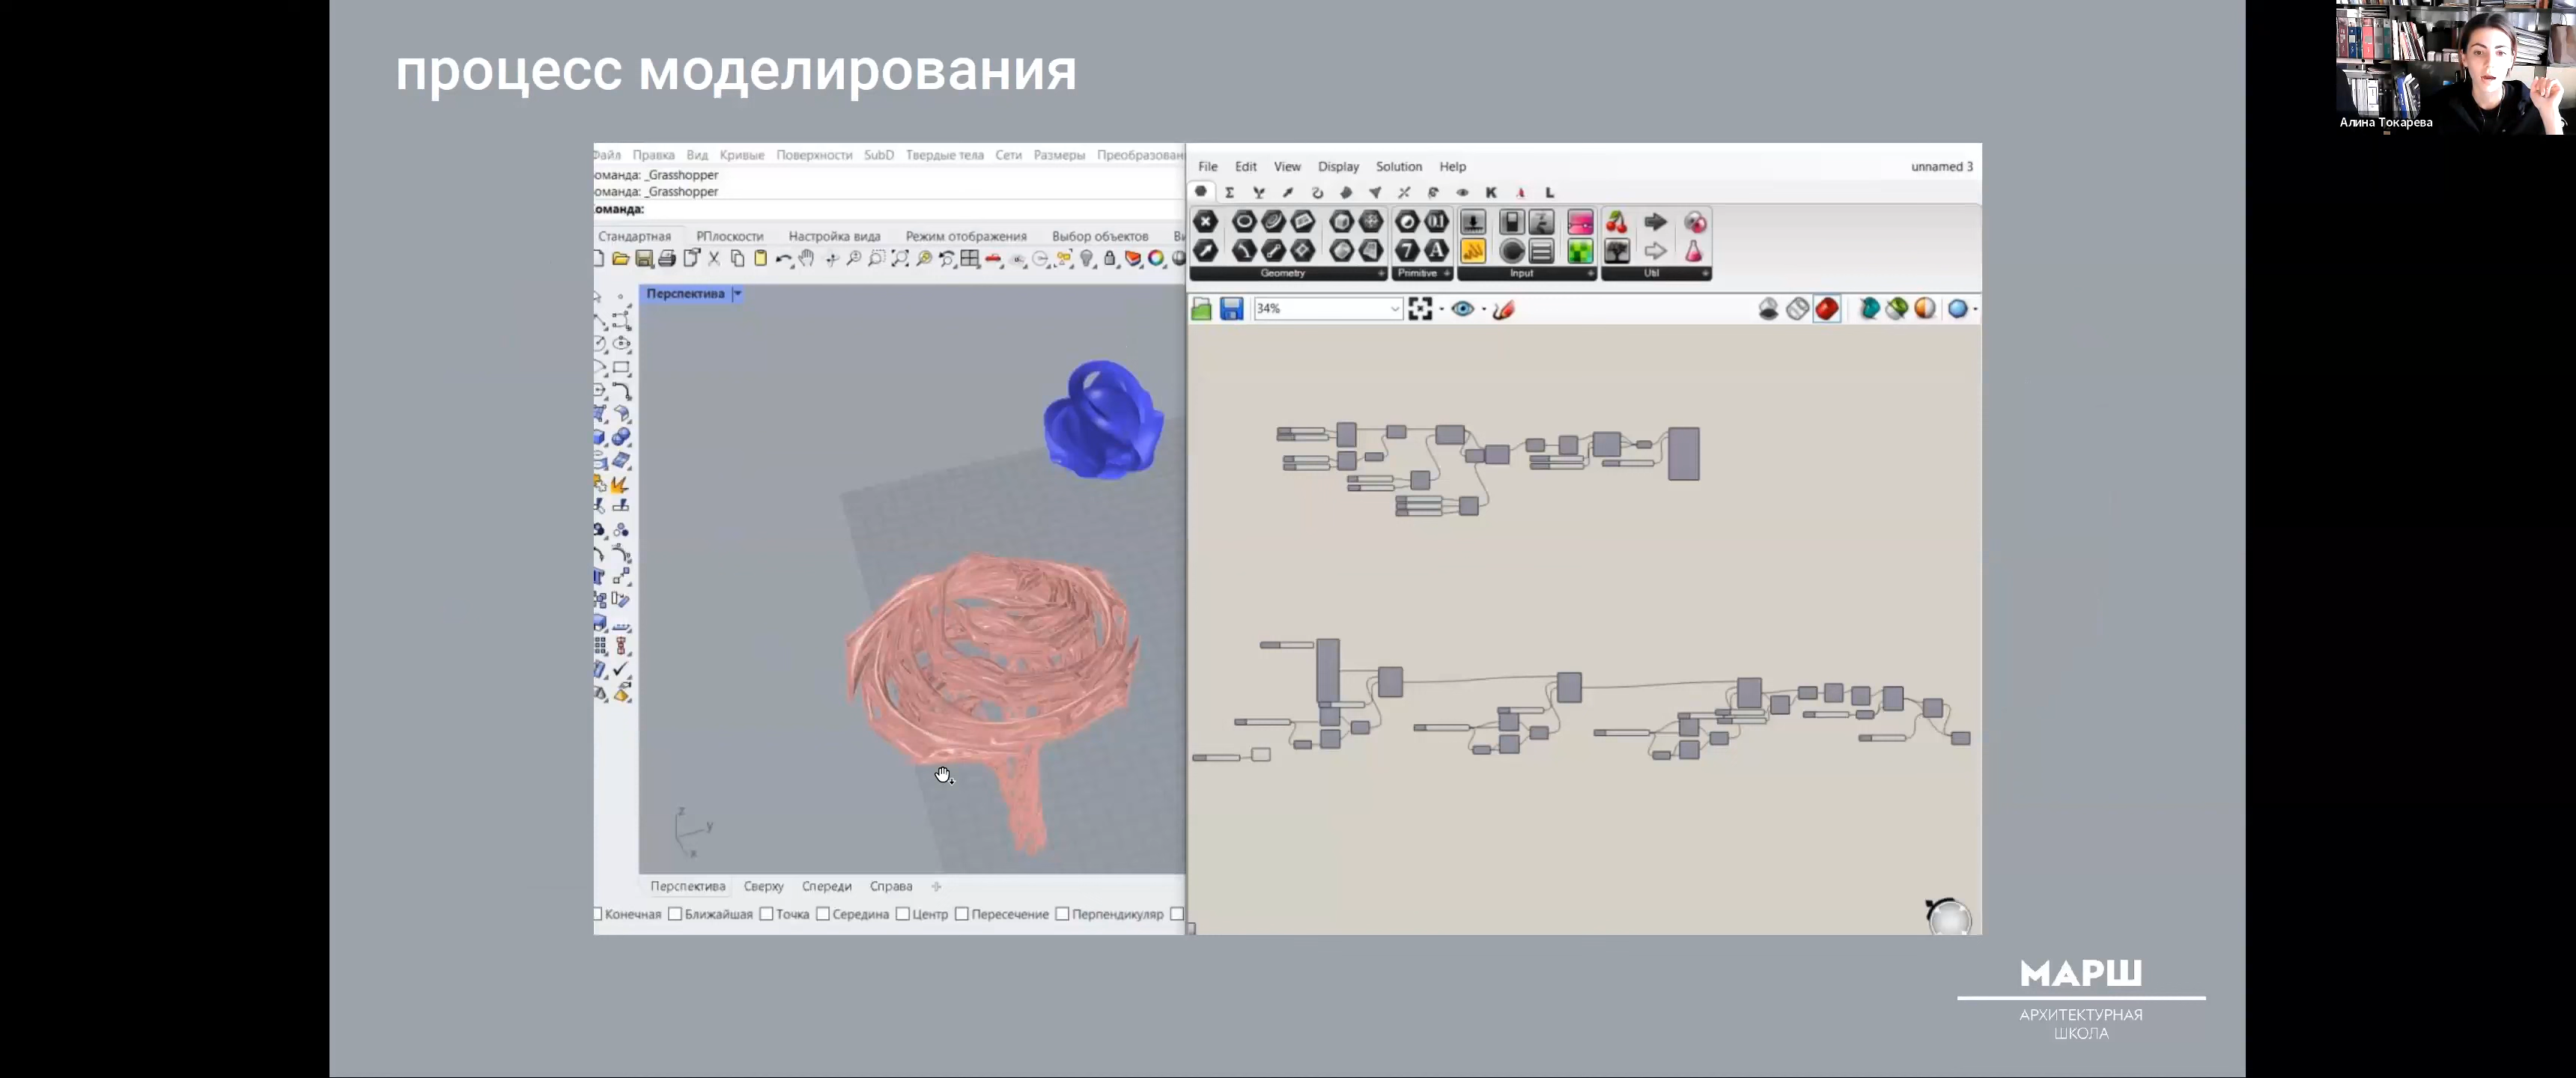 процесс моделирования
Алина Токарева
Файл Правка Вид Кривые Поверхности SubD Твердые тела Сети Размеры
оманда: _Grasshopper
оманда: _Grasshopper
оманда:
Стандартная РПлоскости Настройка вида Режим отображения Выбор объектов
Перспектива
z
y
x
Перспектива Сверху Спереди Справа
Конечная Ближайшая Точка Середина Центр Пересечение Перпендикуляр
File Edit View Display Solution Help
unnamed 3
K L
Geometry Primitive Input Util
34%
МАРШ
АРХИТЕКТУРНАЯ
ШКОЛА